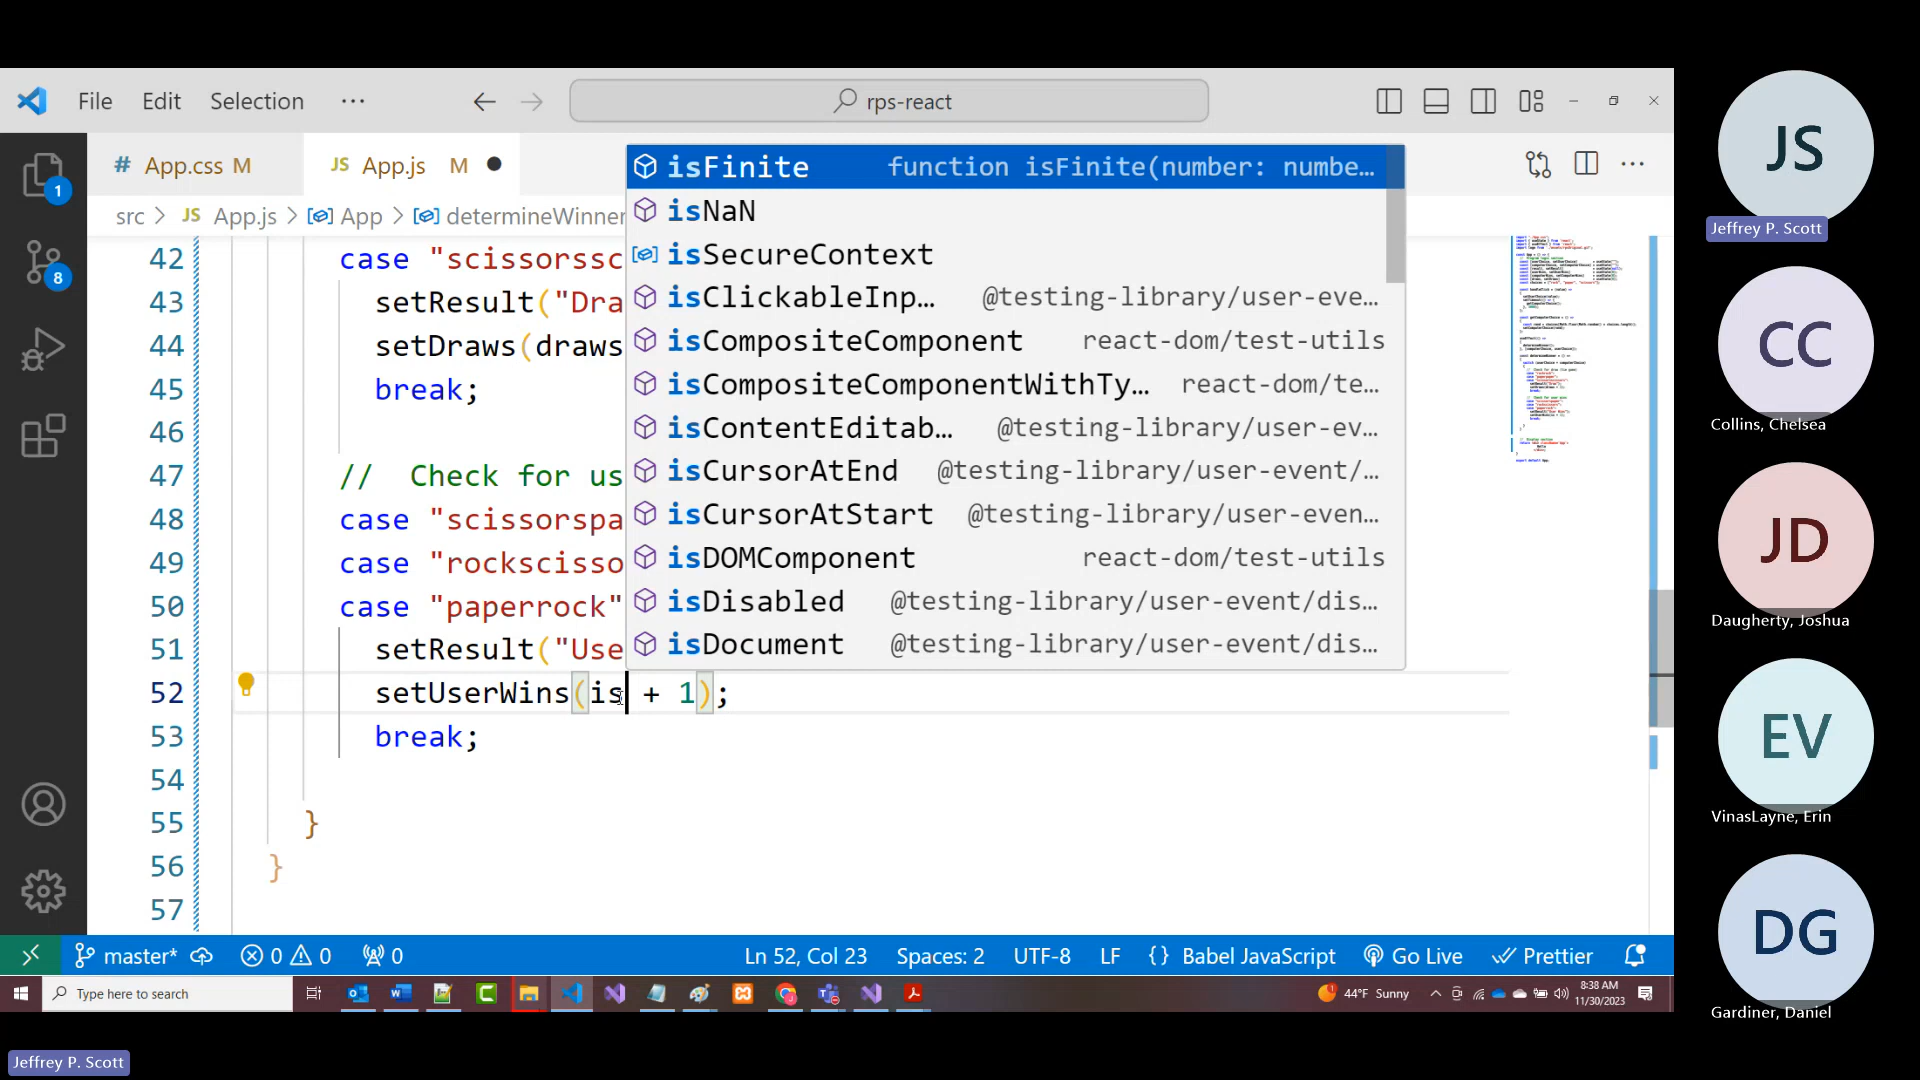 File Edit Selection ··· rps-react
# App.css M JS App.js M
src > JS App.js > App > determineWinner
42 case "scissorssc
43 setResult("Dra
44 setDraws(draws
45 break;
46
47 // Check for us
48 case "scissorspa
49 case "rockscisso
50 case "paperrock"
51 setResult("Use
52 setUserWins(is + 1);
53 break;
54
55 }
56 }
57
isFinite function isFinite(number: numbe…
isNaN
isSecureContext
isClickableInp… @testing-library/user-eve…
isCompositeComponent react-dom/test-utils
isCompositeComponentWithTy… react-dom/te…
isContentEditab… @testing-library/user-ev…
isCursorAtEnd @testing-library/user-event/…
isCursorAtStart @testing-library/user-even…
isDOMComponent react-dom/test-utils
isDisabled @testing-library/user-event/dis…
isDocument @testing-library/user-event/dis…
1
8
master* 0 0 0 Ln 52, Col 23 Spaces: 2 UTF-8 LF {} Babel JavaScript Go Live Prettier
Type here to search
44°F Sunny
8:38 AM
11/30/2023
JS
Jeffrey P. Scott
CC
Collins, Chelsea
JD
Daugherty, Joshua
EV
VinasLayne, Erin
DG
Gardiner, Daniel
Jeffrey P. Scott